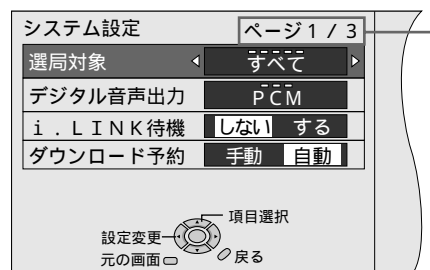 システム設定 ページ1 / 3
選局対象 すべて
デジタル音声出力 PCM
i.LINK待機 しない する
ダウンロード予約 手動 自動
項目選択
設定変更
元の画面 戻る